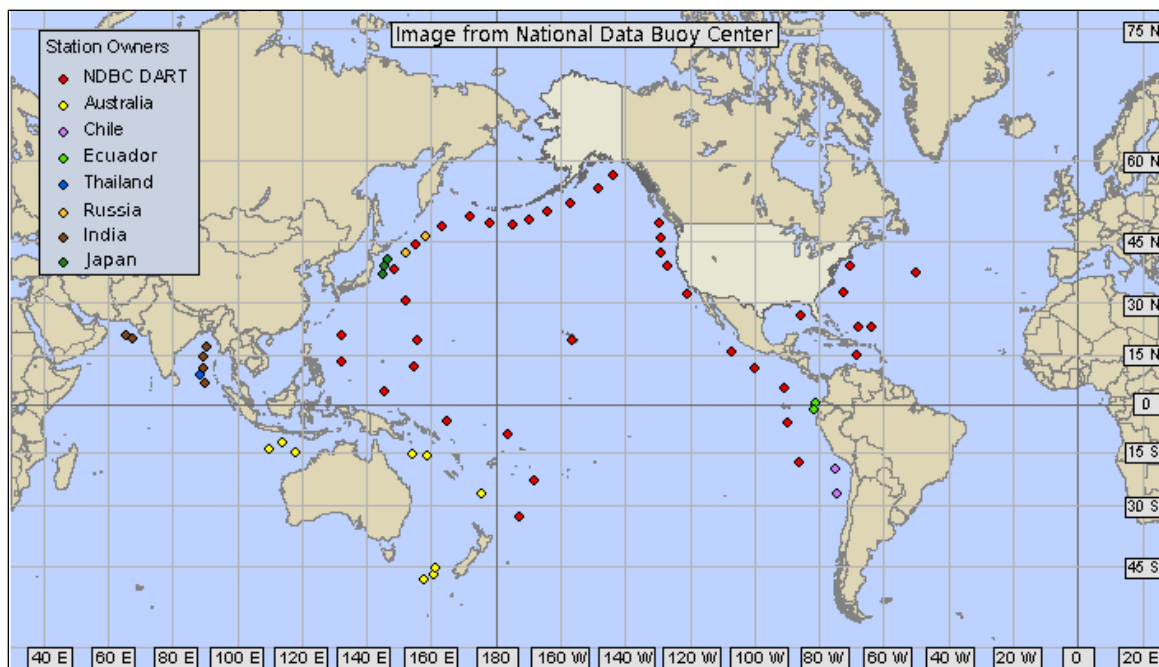 Image from National Data Buoy Center
Station Owners
NDBC DART
Australia
Chile
Ecuador
Thailand
Russia
India
Japan
75 N
60 N
45 N
30 N
15 N
0
15 S
30 S
45 S
40 E 60 E 80 E 100 E 120 E 140 E 160 E 180 160 W 140 W 120 W 100 W 80 W 60 W 40 W 20 W 0 20 E